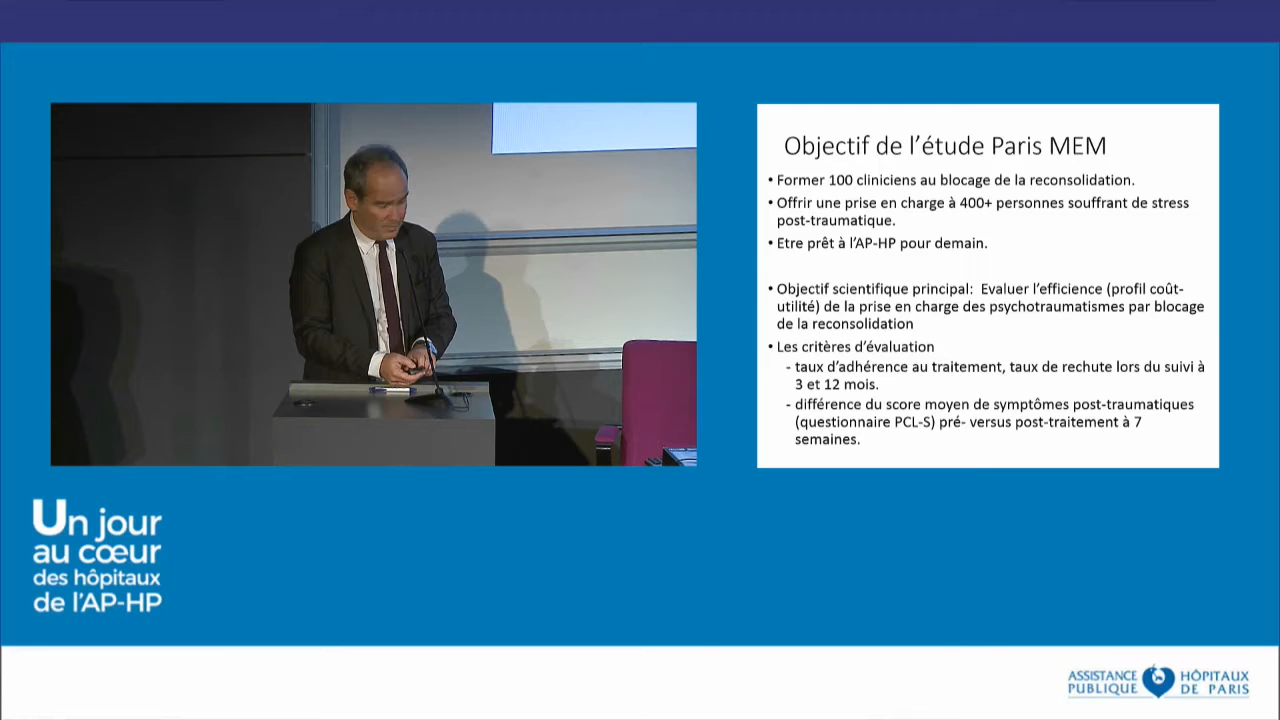 Objectif de l'étude Paris MEM
• Former 100 cliniciens au blocage de la reconsolidation.
• Offrir une prise en charge à 400+ personnes souffrant de stress
post-traumatique.
• Etre prêt à l'AP-HP pour demain.
• Objectif scientifique principal: Evaluer l'efficience (profil coût-
utilité) de la prise en charge des psychotraumatismes par blocage
de la reconsolidation
• Les critères d'évaluation
- taux d'adhérence au traitement, taux de rechute lors du suivi à
3 et 12 mois.
- différence du score moyen de symptômes post-traumatiques
(questionnaire PCL-S) pré- versus post-traitement à 7
semaines.
Un jour
au cœur
des hôpitaux
de l'AP-HP
ASSISTANCE HÔPITAUX
PUBLIQUE DE PARIS